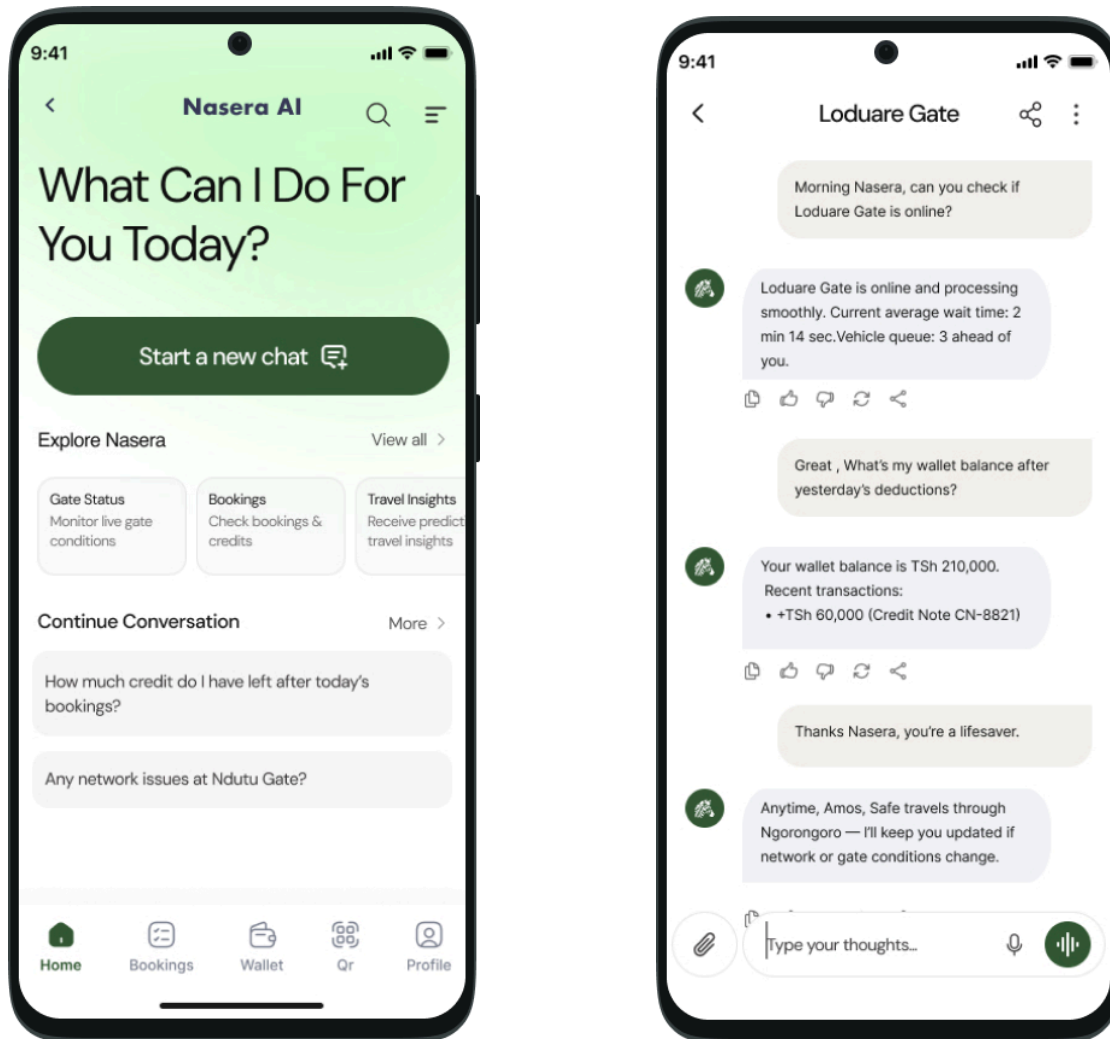 9:41
Nasera AI
What Can I Do For
You Today?
Start a new chat
Explore Nasera
View all
Gate Status
Monitor live gate
conditions
Bookings
Check bookings &
credits
Travel Insights
Receive predict
travel insights
Continue Conversation
More
How much credit do I have left after today's
bookings?
Any network issues at Ndutu Gate?
Home
Bookings
Wallet
Qr
Profile
9:41
Loduare Gate
Morning Nasera, can you check if
Loduare Gate is online?
Loduare Gate is online and processing
smoothly. Current average wait time: 2
min 14 sec.Vehicle queue: 3 ahead of
you.
Great , What's my wallet balance after
yesterday's deductions?
Your wallet balance is TSh 210,000.
Recent transactions:
• +TSh 60,000 (Credit Note CN-8821)
Thanks Nasera, you're a lifesaver.
Anytime, Amos, Safe travels through
Ngorongoro — I'll keep you updated if
network or gate conditions change.
Type your thoughts...